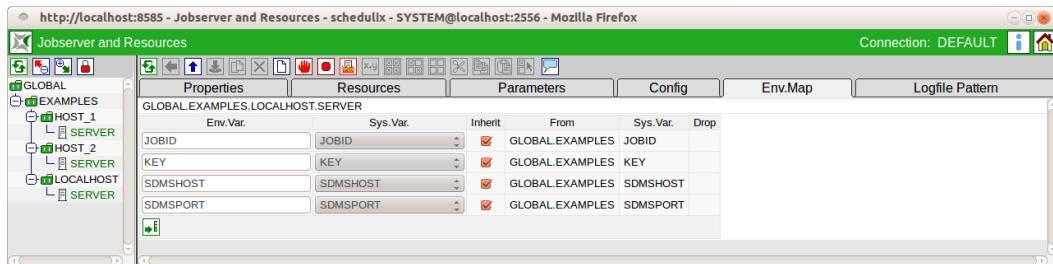 http://localhost:8585 - Jobserver and Resources - schedulix - SYSTEM@localhost:2556 - Mozilla Firefox
Jobserver and Resources Connection: DEFAULT
x.y
GLOBAL
EXAMPLES
HOST_1
SERVER
HOST_2
SERVER
LOCALHOST
SERVER
Properties Resources Parameters Config Env.Map Logfile Pattern
GLOBAL.EXAMPLES.LOCALHOST.SERVER
Env.Var. Sys.Var. Inherit From Sys.Var. Drop
JOBID JOBID GLOBAL.EXAMPLES JOBID
KEY KEY GLOBAL.EXAMPLES KEY
SDMSHOST SDMSHOST GLOBAL.EXAMPLES SDMSHOST
SDMSPORT SDMSPORT GLOBAL.EXAMPLES SDMSPORT